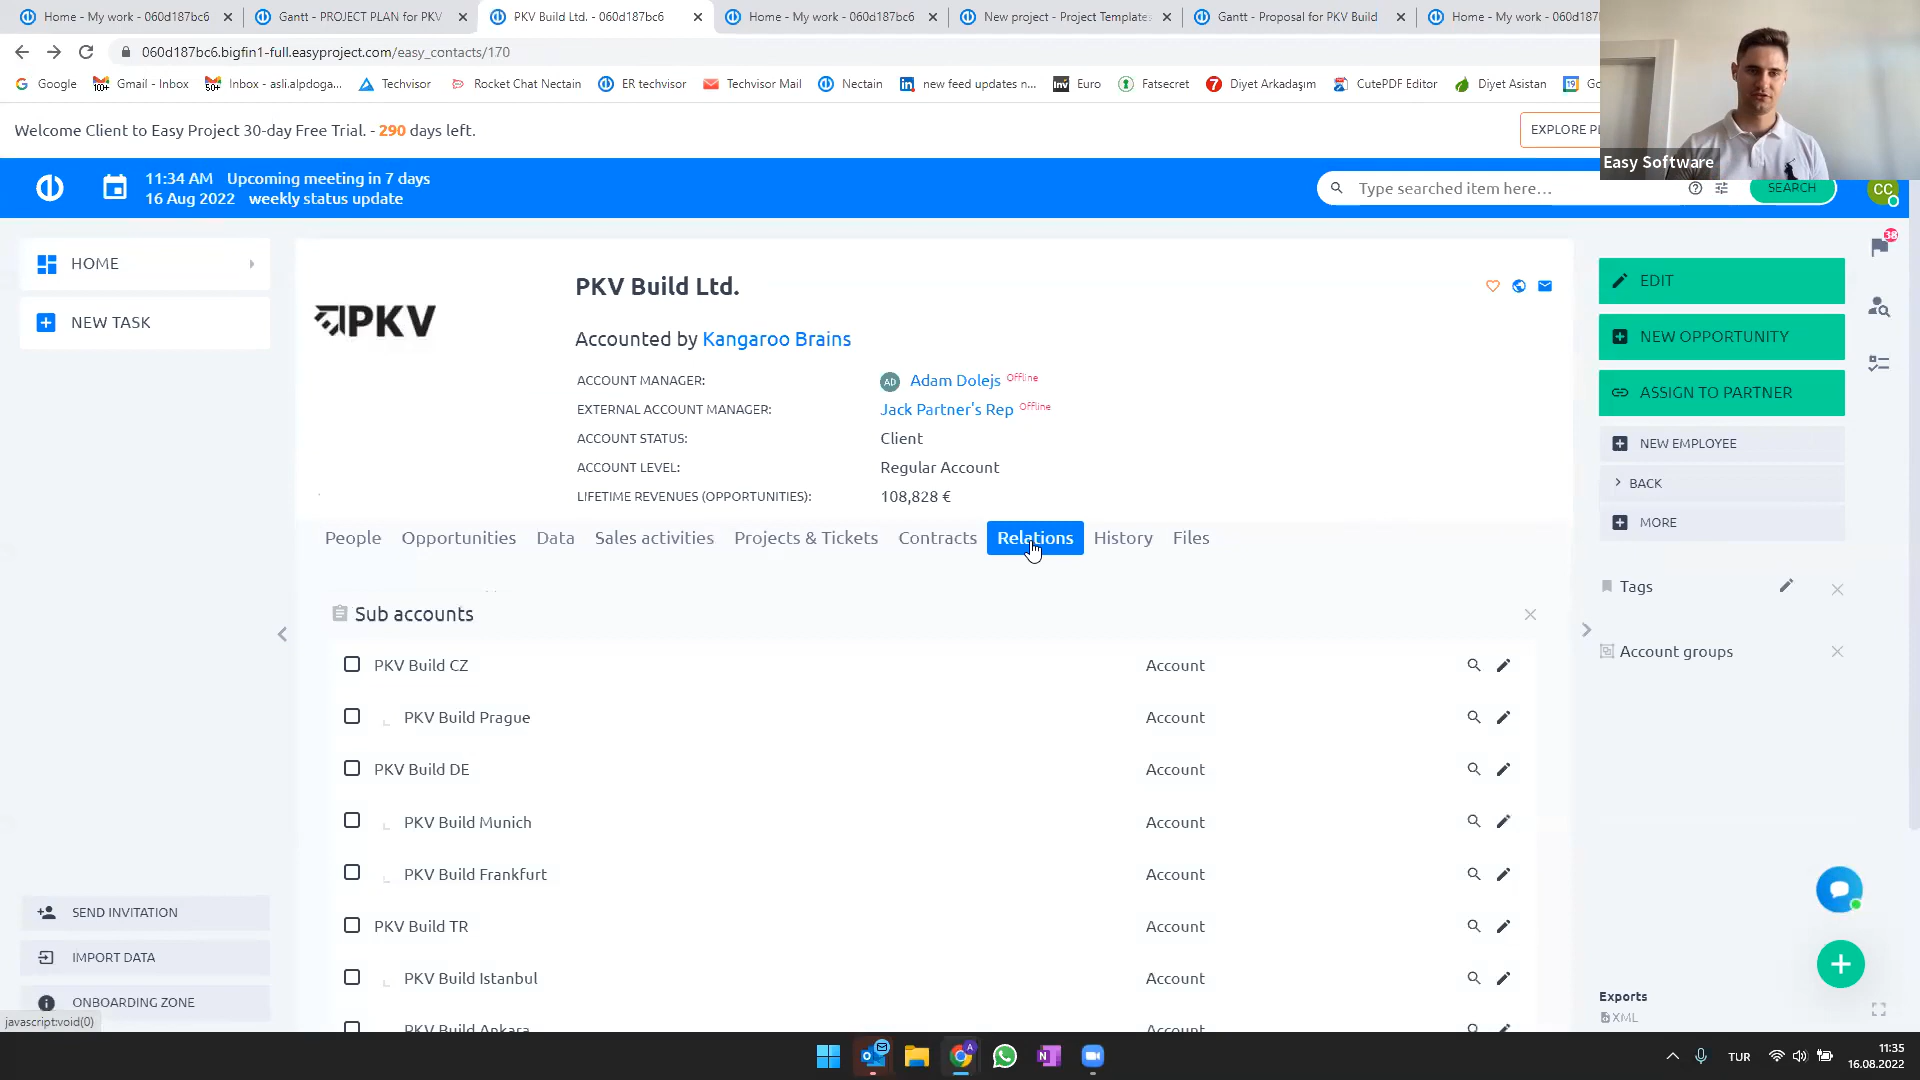 Home - My work - 060d187bc6
Gantt - PROJECT PLAN for PKV
PKV Build Ltd. - 060d187bc6
Home - My work - 060d187bc6
New project - Project Templates
Gantt - Proposal for PKV Build
Home - My work - 060d187
060d187bc6.bigfin1-full.easyproject.com/easy_contacts/170
Google
Gmail - Inbox
Inbox - asli.alpdoga...
Techvisor
Rocket Chat Nectain
ER techvisor
Techvisor Mail
Nectain
new feed updates n...
Euro
Fatsecret
Diyet Arkadaşım
CutePDF Editor
Diyet Asistan
Welcome Client to Easy Project 30-day Free Trial. - 290 days left.
EXPLORE
Easy Software
11:34 AM Upcoming meeting in 7 days
16 Aug 2022 weekly status update
Type searched item here...
SEARCH
CC
HOME
NEW TASK
PKV
PKV Build Ltd.
Accounted by Kangaroo Brains
ACCOUNT MANAGER: AD Adam Dolejs Offline
EXTERNAL ACCOUNT MANAGER: Jack Partner's Rep Offline
ACCOUNT STATUS: Client
ACCOUNT LEVEL: Regular Account
LIFETIME REVENUES (OPPORTUNITIES): 108,828 €
People Opportunities Data Sales activities Projects & Tickets Contracts Relations History Files
Sub accounts
PKV Build CZ Account
PKV Build Prague Account
PKV Build DE Account
PKV Build Munich Account
PKV Build Frankfurt Account
PKV Build TR Account
PKV Build Istanbul Account
PKV Build Ankara Account
EDIT
NEW OPPORTUNITY
ASSIGN TO PARTNER
NEW EMPLOYEE
BACK
MORE
Tags
Account groups
38
SEND INVITATION
IMPORT DATA
ONBOARDING ZONE
javascript:void(0)
Exports
XML
TUR
11:35
16.08.2022